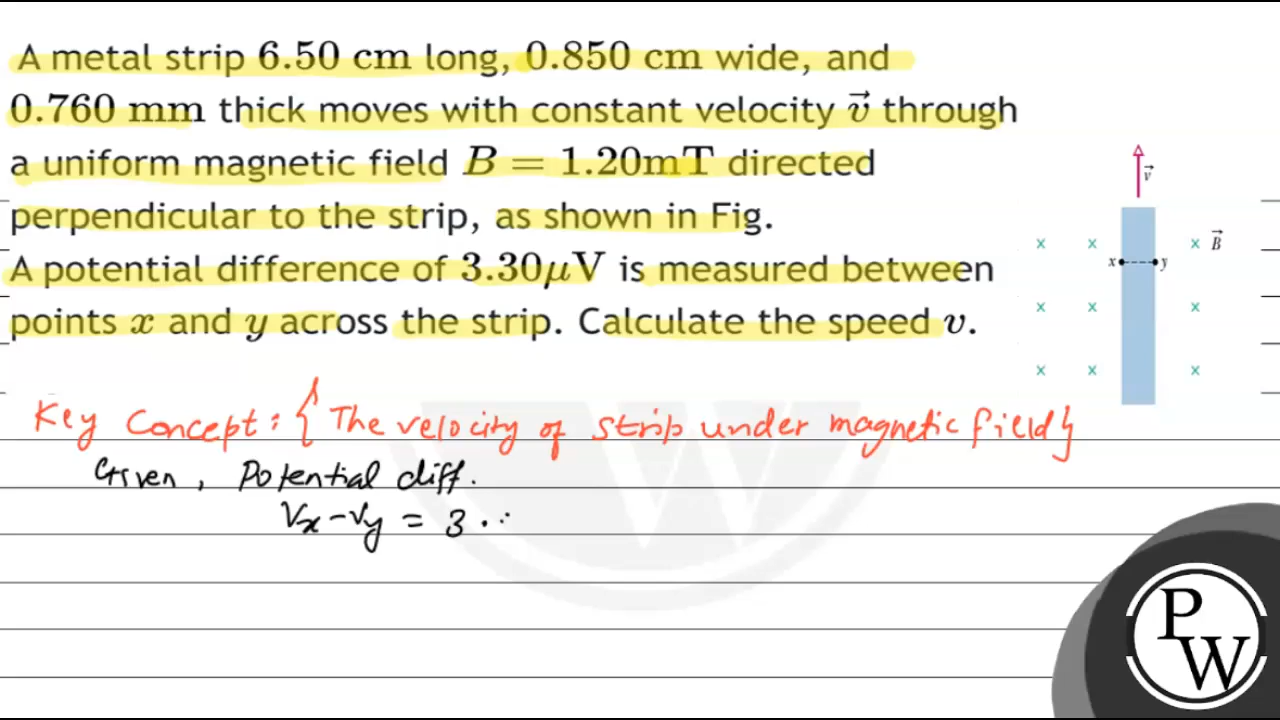 A metal strip 6.50 cm long, 0.850 cm wide, and
0.760 mm thick moves with constant velocity v⃗ through
a uniform magnetic field B = 1.20mT directed
perpendicular to the strip, as shown in Fig.
A potential difference of 3.30μV is measured between
points x and y across the strip. Calculate the speed v.
v⃗
x x x B⃗
x y
x x x
x x x
Key Concept: { The velocity of strip under magnetic field }
Given, Potential diff.
Vx - Vy = 3.
P
W